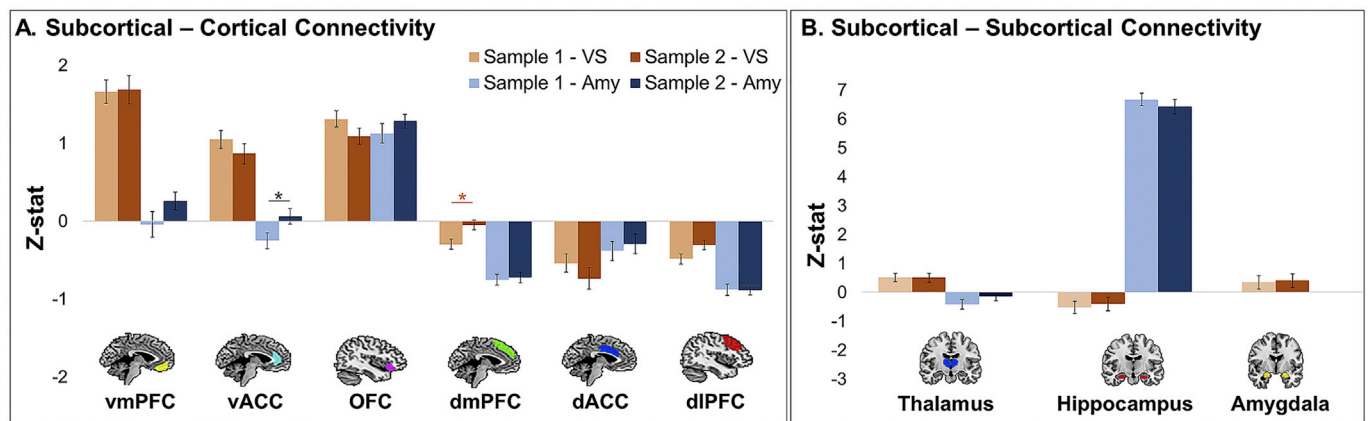 A. Subcortical – Cortical Connectivity
Sample 1 - VS
Sample 2 - VS
Sample 1 - Amy
Sample 2 - Amy
Z-stat
2
1
0
-1
-2
*
*
vmPFC
vACC
OFC
dmPFC
dACC
dlPFC
B. Subcortical – Subcortical Connectivity
Z-stat
7
6
5
4
3
2
1
0
-1
-2
-3
Thalamus
Hippocampus
Amygdala